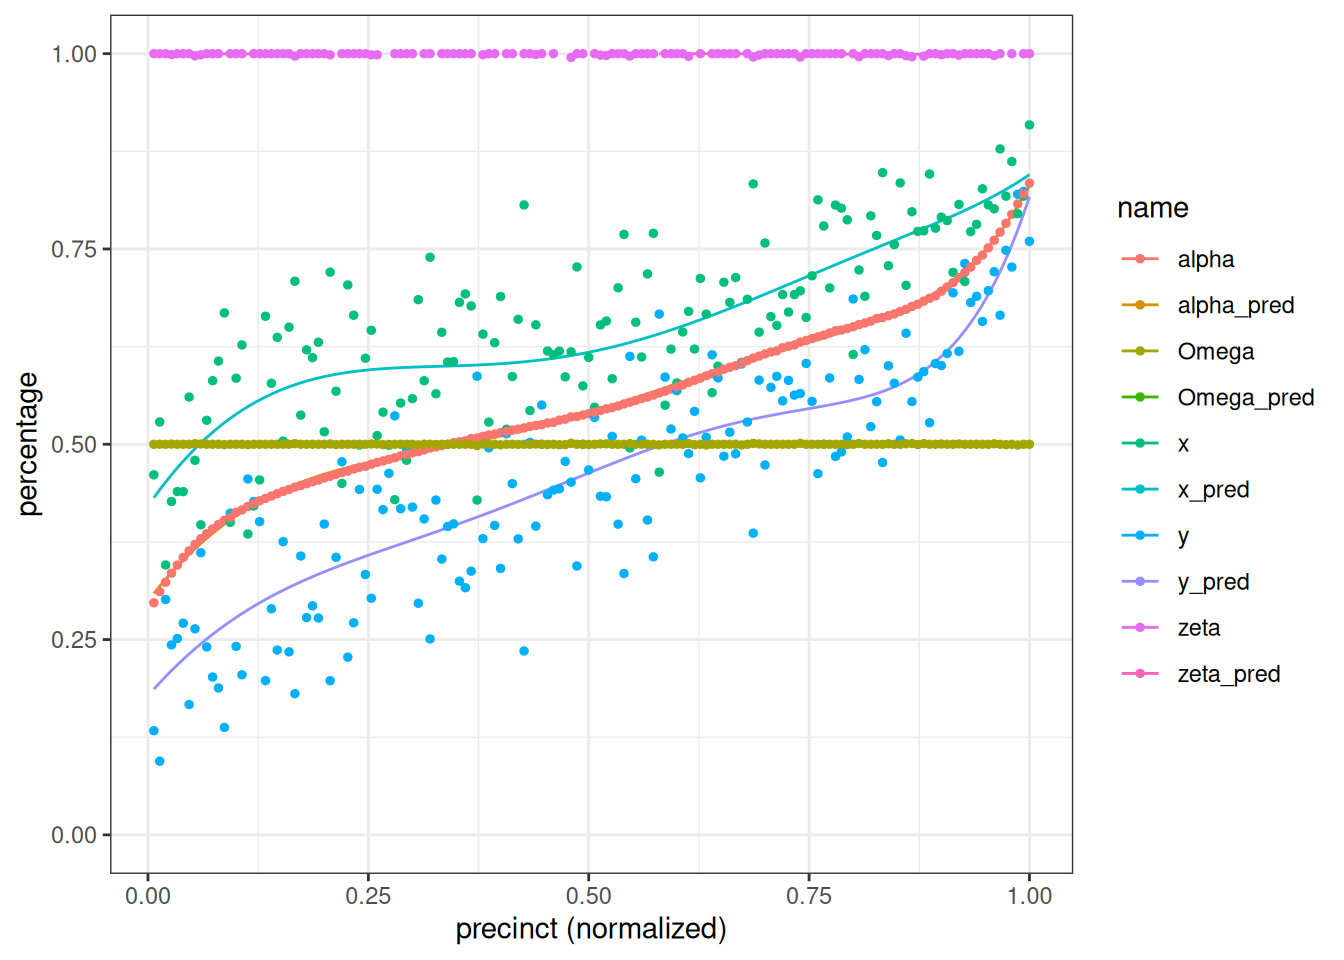 1.00
0.75
0.50
0.25
0.00
percentage
0.00 0.25 0.50 0.75 1.00
precinct (normalized)
name
alpha
alpha_pred
Omega
Omega_pred
x
x_pred
y
y_pred
zeta
zeta_pred